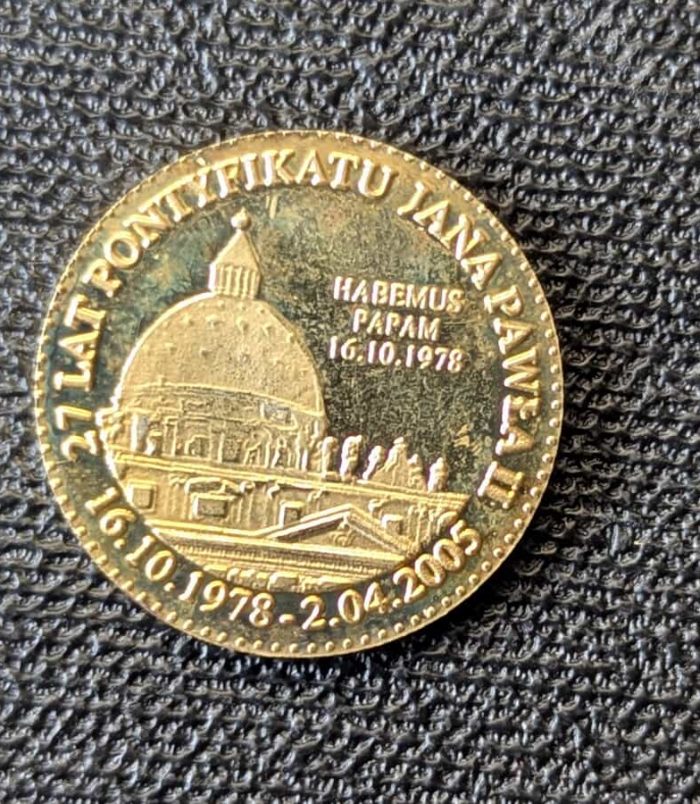 27 LAT PONTYFIKATU JANA PAWŁA II
HABEMUS
PAPAM
16.10.1978
16.10.1978-2.04.2005